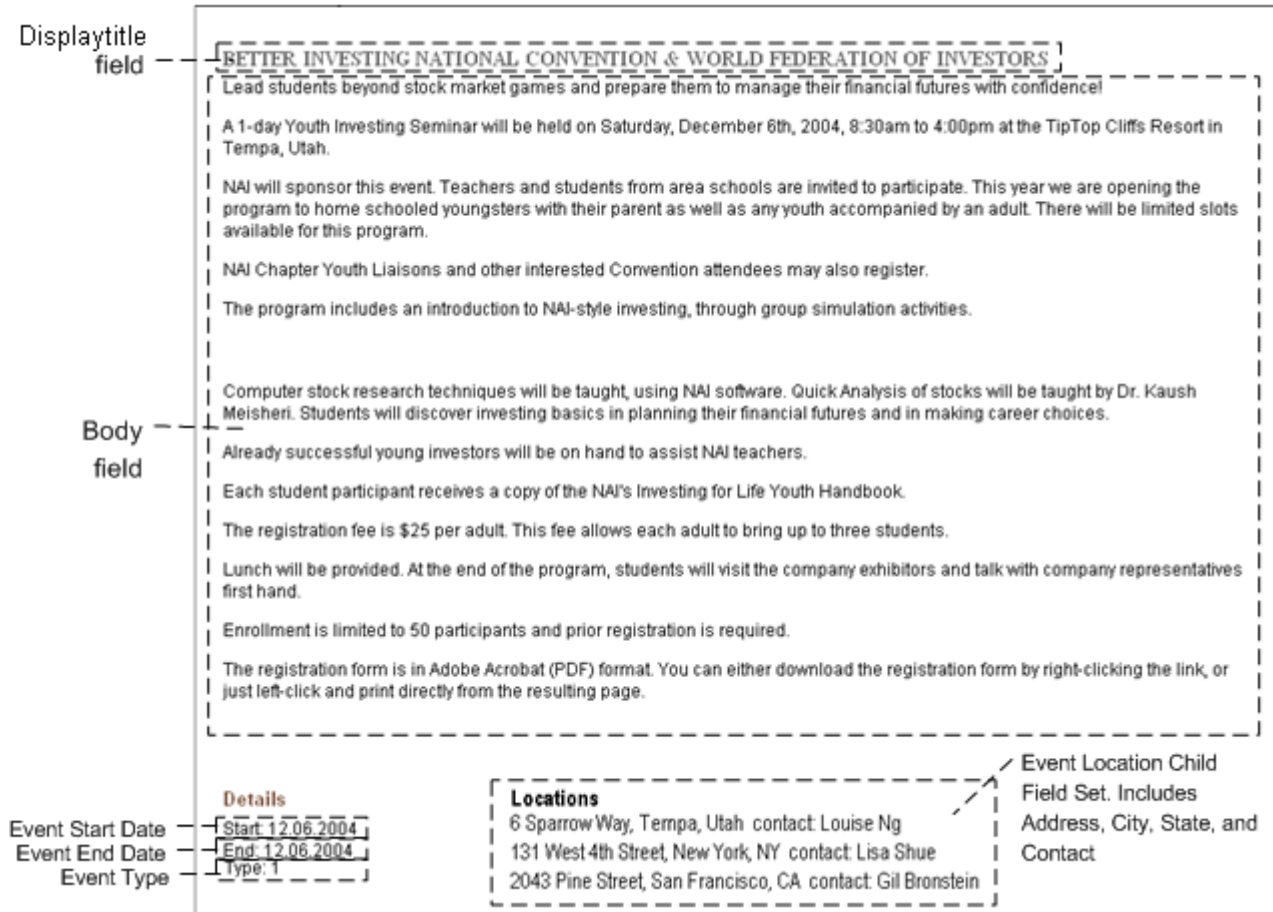 Displaytitle
field
BETTER INVESTING NATIONAL CONVENTION & WORLD FEDERATION OF INVESTORS
Lead students beyond stock market games and prepare them to manage their financial futures with confidence!
A 1-day Youth Investing Seminar will be held on Saturday, December 6th, 2004, 8:30am to 4:00pm at the TipTop Cliffs Resort in
Tempa, Utah.
NAI will sponsor this event. Teachers and students from area schools are invited to participate. This year we are opening the
program to home schooled youngsters with their parent as well as any youth accompanied by an adult. There will be limited slots
available for this program.
NAI Chapter Youth Liaisons and other interested Convention attendees may also register.
The program includes an introduction to NAI-style investing, through group simulation activities.
Computer stock research techniques will be taught, using NAI software. Quick Analysis of stocks will be taught by Dr. Kaush
Meisheri. Students will discover investing basics in planning their financial futures and in making career choices.
Body
field
Already successful young investors will be on hand to assist NAI teachers.
Each student participant receives a copy of the NAI's Investing for Life Youth Handbook.
The registration fee is $25 per adult. This fee allows each adult to bring up to three students.
Lunch will be provided. At the end of the program, students will visit the company exhibitors and talk with company representatives
first hand.
Enrollment is limited to 50 participants and prior registration is required.
The registration form is in Adobe Acrobat (PDF) format. You can either download the registration form by right-clicking the link, or
just left-click and print directly from the resulting page.
Details
Event Start Date
Start: 12.06.2004
Event End Date
End: 12.06.2004
Event Type
Type: 1
Locations
6 Sparrow Way, Tempa, Utah contact: Louise Ng
131 West 4th Street, New York, NY contact: Lisa Shue
2043 Pine Street, San Francisco, CA contact: Gil Bronstein
Event Location Child
Field Set. Includes
Address, City, State, and
Contact